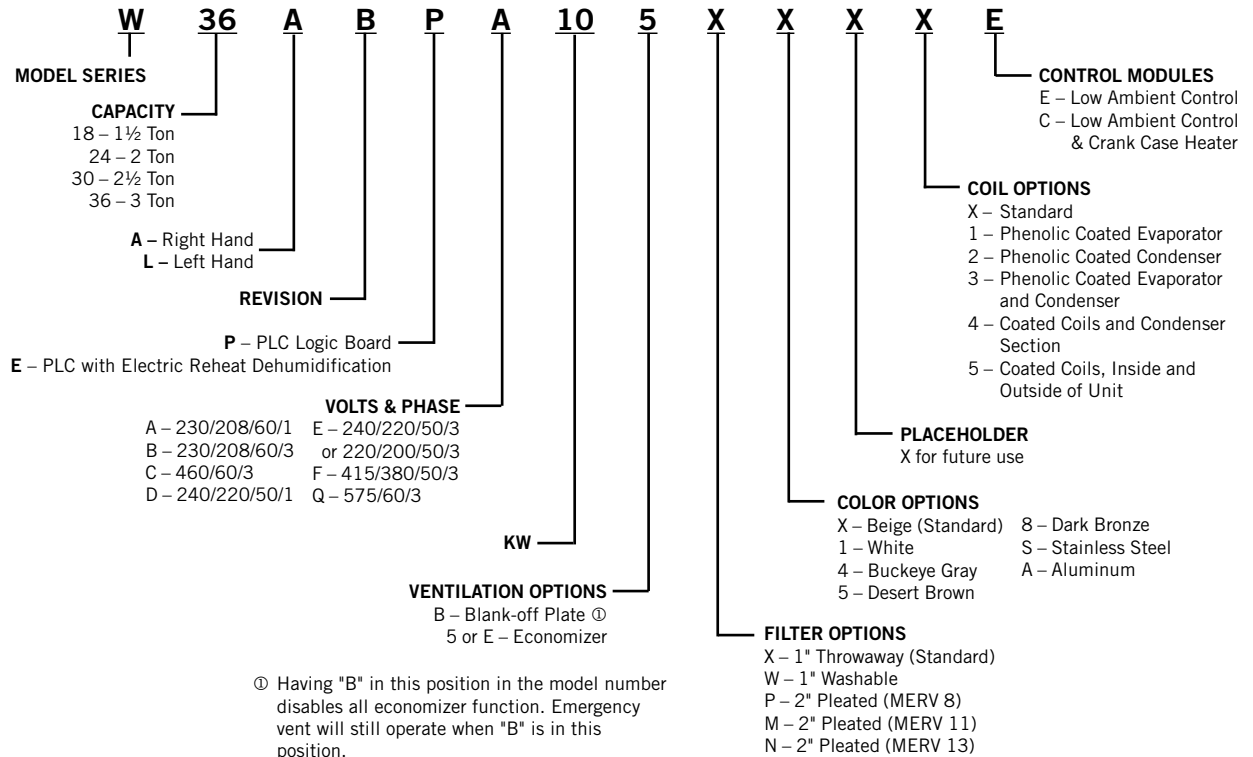 W 36 A B P A 10 5 X X X X E
MODEL SERIES
CAPACITY
18 – 1½ Ton
24 – 2 Ton
30 – 2½ Ton
36 – 3 Ton
A – Right Hand
L – Left Hand
REVISION
P – PLC Logic Board
E – PLC with Electric Reheat Dehumidification
VOLTS & PHASE
A – 230/208/60/1 E – 240/220/50/3
B – 230/208/60/3 or 220/200/50/3
C – 460/60/3 F – 415/380/50/3
D – 240/220/50/1 Q – 575/60/3
KW
VENTILATION OPTIONS
B – Blank-off Plate ①
5 or E – Economizer
① Having "B" in this position in the model number
disables all economizer function. Emergency
vent will still operate when "B" is in this
position.
CONTROL MODULES
E – Low Ambient Control
C – Low Ambient Control
& Crank Case Heater
COIL OPTIONS
X – Standard
1 – Phenolic Coated Evaporator
2 – Phenolic Coated Condenser
3 – Phenolic Coated Evaporator
and Condenser
4 – Coated Coils and Condenser
Section
5 – Coated Coils, Inside and
Outside of Unit
PLACEHOLDER
X for future use
COLOR OPTIONS
X – Beige (Standard) 8 – Dark Bronze
1 – White S – Stainless Steel
4 – Buckeye Gray A – Aluminum
5 – Desert Brown
FILTER OPTIONS
X – 1" Throwaway (Standard)
W – 1" Washable
P – 2" Pleated (MERV 8)
M – 2" Pleated (MERV 11)
N – 2" Pleated (MERV 13)